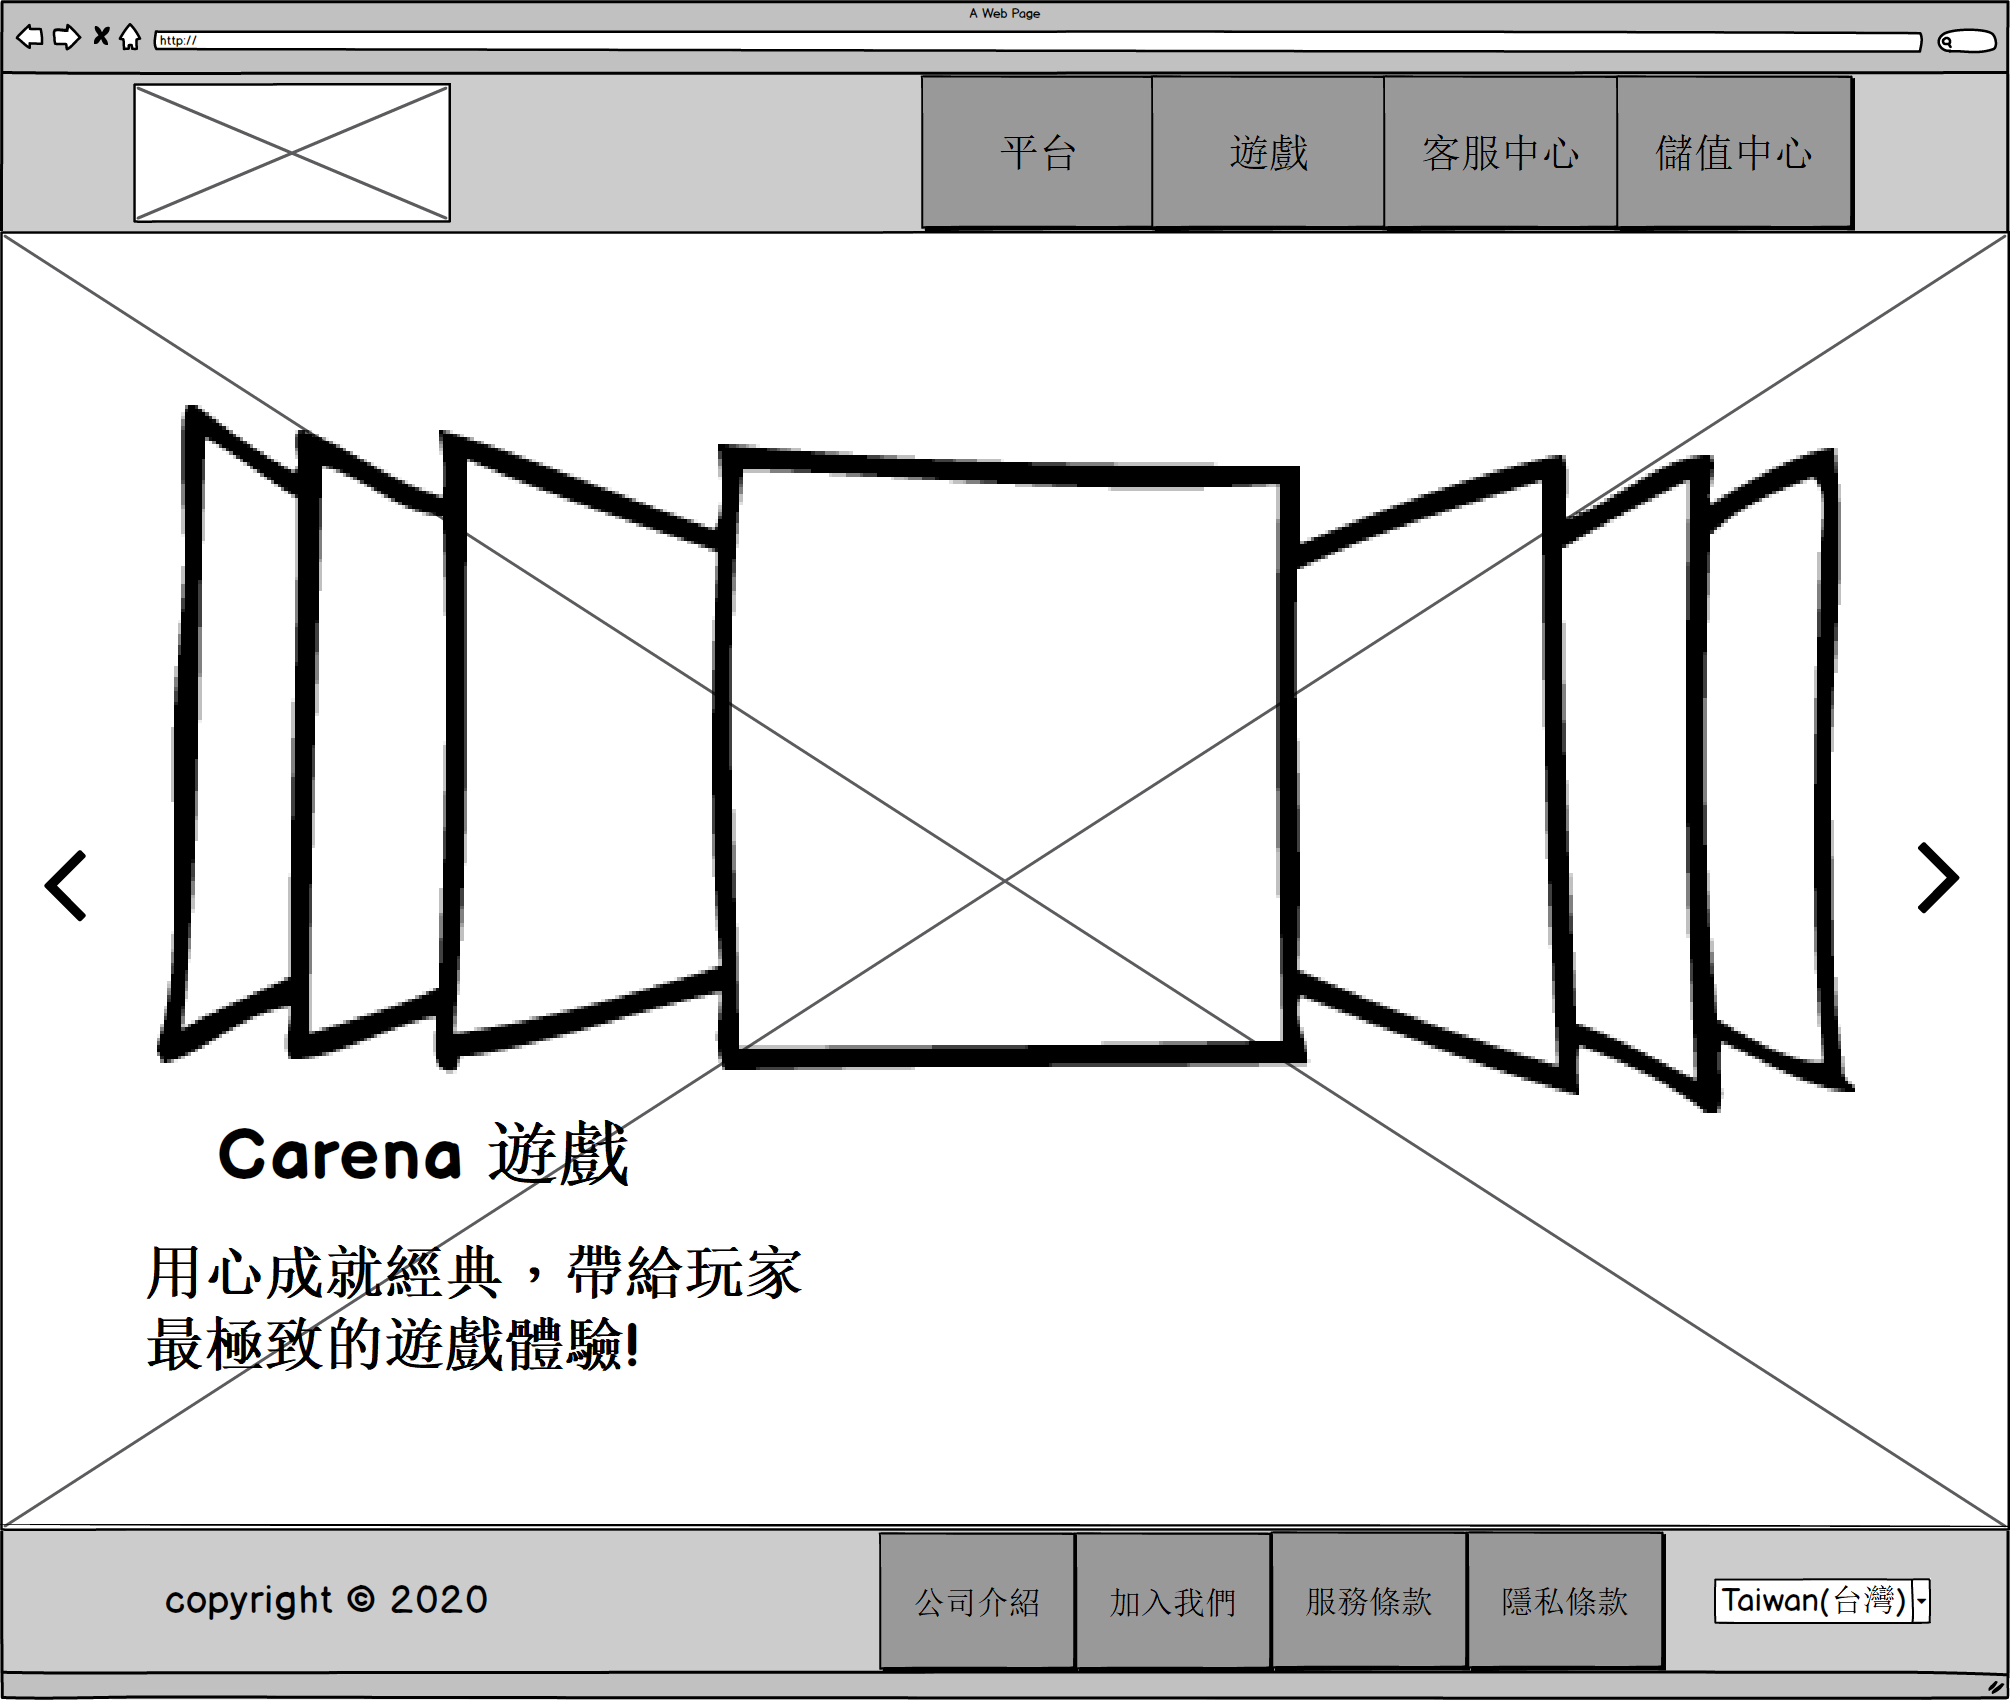 A Web Page
http://
平台
遊戲
客服中心
儲值中心
Carena 遊戲
用心成就經典，帶給玩家
最極致的遊戲體驗!
copyright © 2020
公司介紹
加入我們
服務條款
隱私條款
Taiwan(台灣)